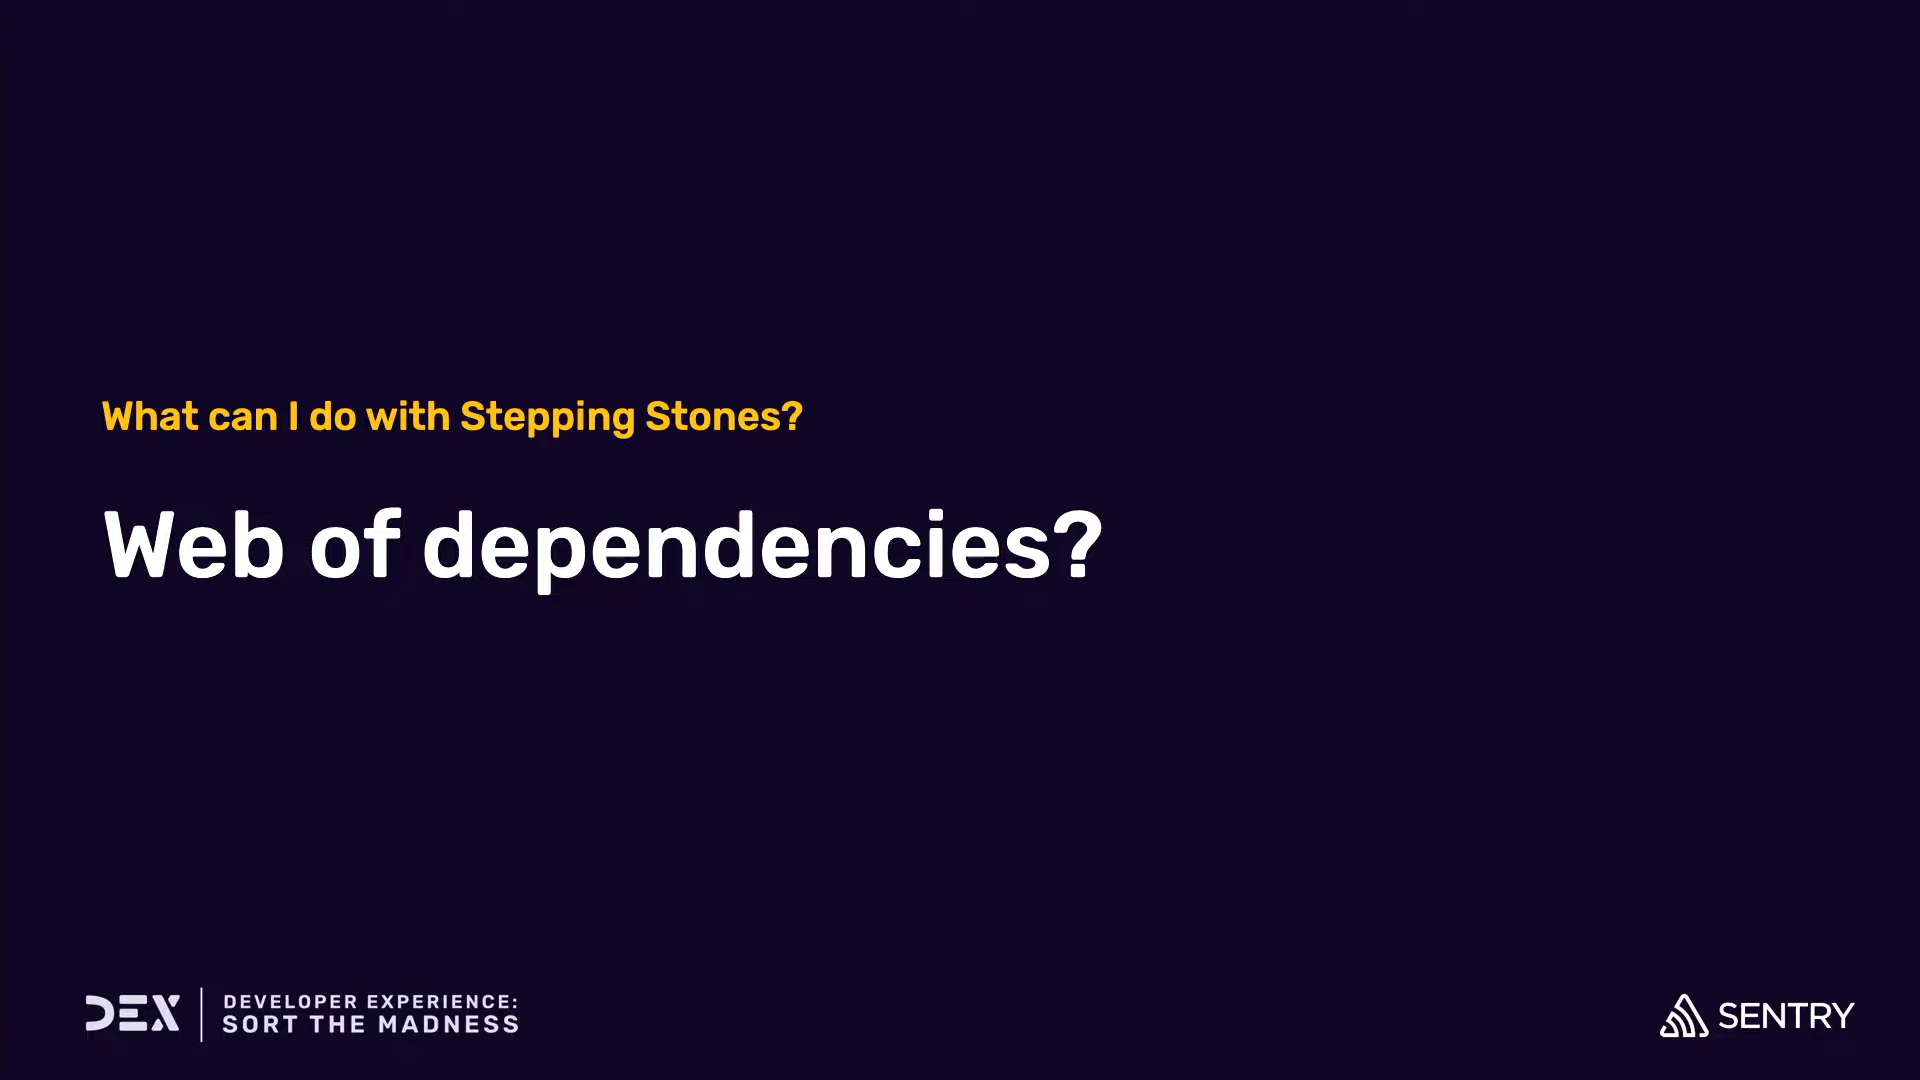 What can I do with Stepping Stones?
Web of dependencies?
DEX
DEVELOPER EXPERIENCE:
SORT THE MADNESS
SENTRY